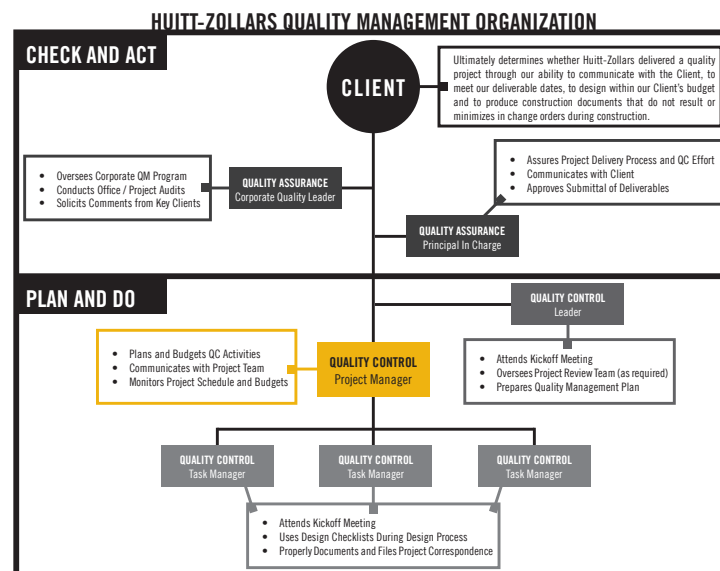 HUITT-ZOLLARS QUALITY MANAGEMENT ORGANIZATION
CHECK AND ACT
CLIENT
Ultimately determines whether Huitt-Zollars delivered a quality
project through our ability to communicate with the Client, to
meet our deliverable dates, to design within our Client's budget
and to produce construction documents that do not result or
minimizes in change orders during construction.
• Oversees Corporate QM Program
• Conducts Office / Project Audits
• Solicits Comments from Key Clients
QUALITY ASSURANCE
Corporate Quality Leader
• Assures Project Delivery Process and QC Effort
• Communicates with Client
• Approves Submittal of Deliverables
QUALITY ASSURANCE
Principal In Charge
PLAN AND DO
QUALITY CONTROL
Leader
• Plans and Budgets QC Activities
• Communicates with Project Team
• Monitors Project Schedule and Budgets
QUALITY CONTROL
Project Manager
• Attends Kickoff Meeting
• Oversees Project Review Team (as required)
• Prepares Quality Management Plan
QUALITY CONTROL
Task Manager
QUALITY CONTROL
Task Manager
QUALITY CONTROL
Task Manager
• Attends Kickoff Meeting
• Uses Design Checklists During Design Process
• Properly Documents and Files Project Correspondence